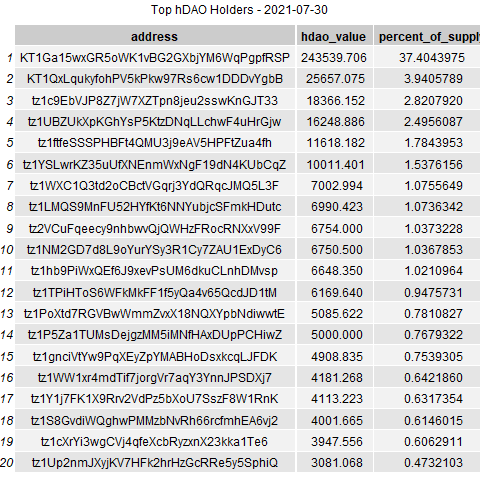 Top hDAO Holders - 2021-07-30
address hdao_value percent_of_supply
1 KT1Ga15wxGR5oWK1vBG2GXbjYM6WqPgpfRSP 243539.706 37.4043975
2 KT1QxLqukyfohPV5kPkw97Rs6cw1DDDvYgbB 25657.075 3.9405789
3 tz1c9EbVJP8Z7jW7XZTpn8jeu2sswKnGJT33 18366.152 2.8207920
4 tz1UBZUkXpKGhYsP5KtzDNqLLchwF4uHrGjw 16248.886 2.4956087
5 tz1ftfeSSSPHBFt4QMU3j9eAV5HPFtZua4fh 11618.182 1.7843953
6 tz1YSLwrKZ35uUfXNEnmWxNgF19dN4KUbCqZ 10011.401 1.5376156
7 tz1WXC1Q3td2oCBctVGqrj3YdQRqcJMQ5L3F 7002.994 1.0755649
8 tz1LMQS9MnFU52HYfKt6NNYubjcSFmkHDutc 6990.423 1.0736342
9 tz2VCuFqeecy9nhbwvQjQWHzFRocRNXxV99F 6754.000 1.0373228
10 tz1NM2GD7d8L9oYurYSy3R1Cy7ZAU1ExDyC6 6750.500 1.0367853
11 tz1hb9PiWxQEf6J9xevPsUM6dkuCLnhDMvsp 6648.350 1.0210964
12 tz1TPiHToS6WFkMkFF1f5yQa4v65QcdJD1tM 6169.640 0.9475731
13 tz1PoXtd7RGVBwWmmZvxX18NQXYpbNdiwwtE 5085.622 0.7810827
14 tz1P5Za1TUMsDejgzMM5iMNfHAxDUpPCHiwZ 5000.000 0.7679322
15 tz1gnciVtYw9PqXEyZpYMABHoDsxkcqLJFDK 4908.835 0.7539305
16 tz1WW1xr4mdTif7jorgVr7aqY3YnnJPSDXj7 4181.268 0.6421860
17 tz1Y1j7FK1X9Rrv2VdPz5bXoU7SszF8W1RnK 4113.223 0.6317354
18 tz1S8GvdiWQghwPMMzbNvRh66rcfmhEA6vj2 4001.665 0.6146015
19 tz1cXrYi3wgCVj4qfeXcbRyzxnX23kka1Te6 3947.556 0.6062911
20 tz1Up2nmJXyjKV7HFk2hrHzGcRRe5y5SphiQ 3081.068 0.4732103